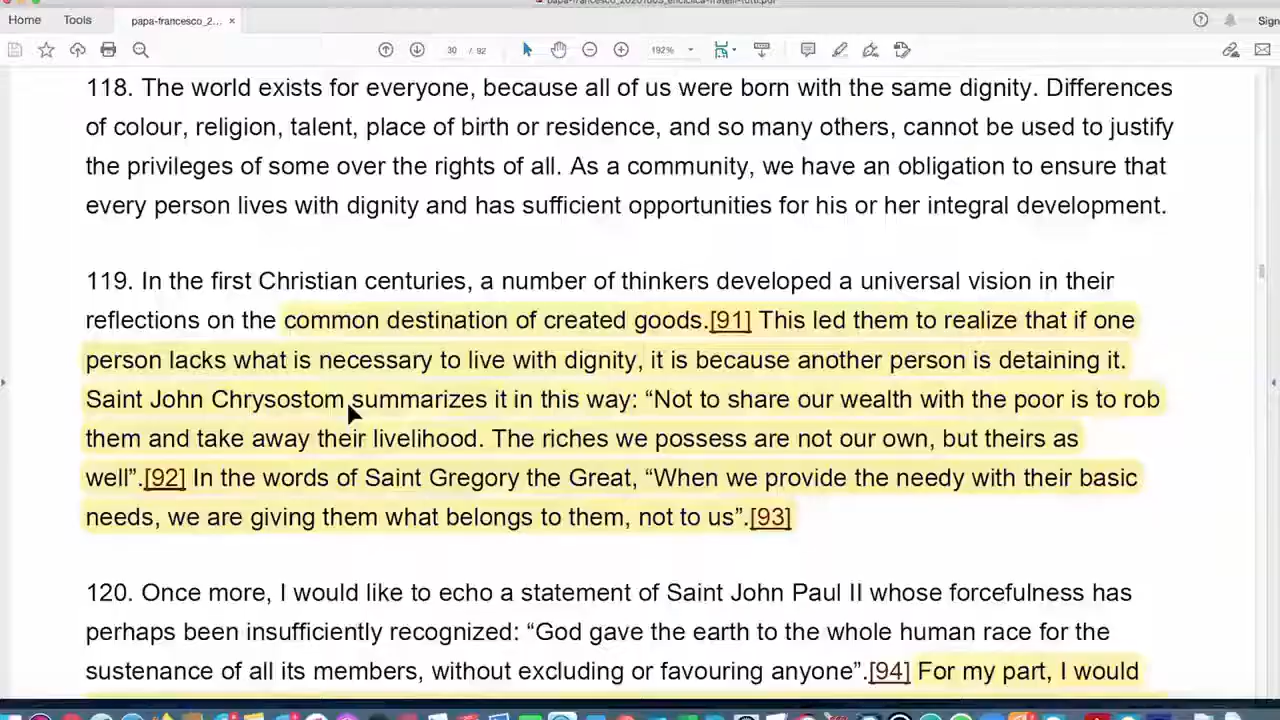 papa-francesco_20201003_enciclica-fratelli-tutti.pdf
Home Tools papa-francesco_2... × Sign
30 / 92 192%
118. The world exists for everyone, because all of us were born with the same dignity. Differences
of colour, religion, talent, place of birth or residence, and so many others, cannot be used to justify
the privileges of some over the rights of all. As a community, we have an obligation to ensure that
every person lives with dignity and has sufficient opportunities for his or her integral development.
119. In the first Christian centuries, a number of thinkers developed a universal vision in their
reflections on the common destination of created goods.[91] This led them to realize that if one
person lacks what is necessary to live with dignity, it is because another person is detaining it.
Saint John Chrysostom summarizes it in this way: “Not to share our wealth with the poor is to rob
them and take away their livelihood. The riches we possess are not our own, but theirs as
well”.[92] In the words of Saint Gregory the Great, “When we provide the needy with their basic
needs, we are giving them what belongs to them, not to us”.[93]
120. Once more, I would like to echo a statement of Saint John Paul II whose forcefulness has
perhaps been insufficiently recognized: “God gave the earth to the whole human race for the
sustenance of all its members, without excluding or favouring anyone”.[94] For my part, I would